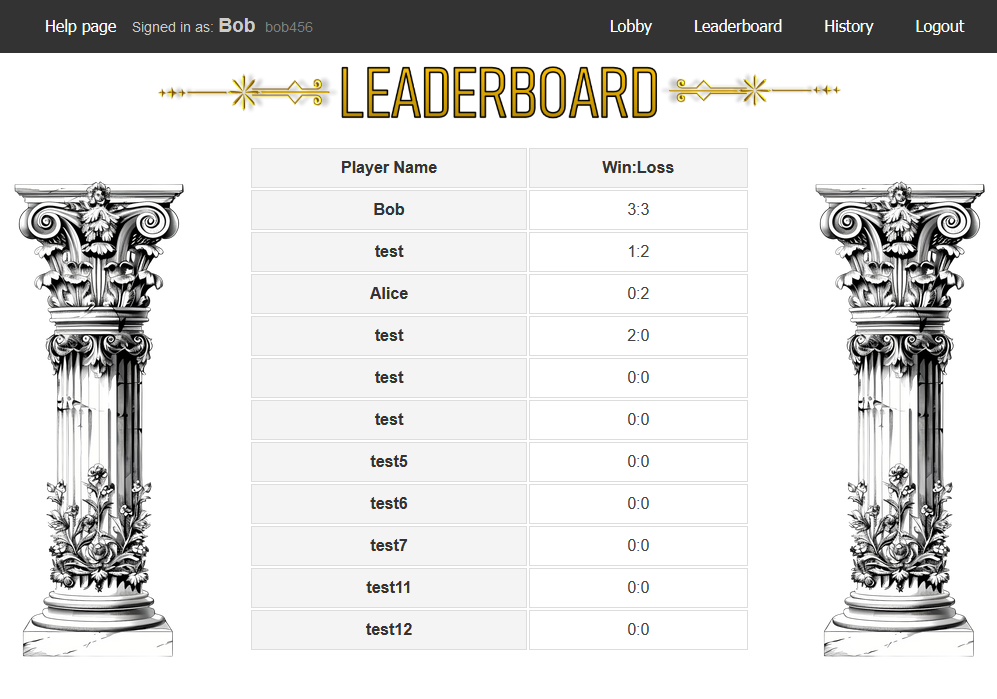 Help page Signed in as: Bob bob456 Lobby Leaderboard History Logout
LEADERBOARD
Player Name Win:Loss
Bob 3:3
test 1:2
Alice 0:2
test 2:0
test 0:0
test 0:0
test5 0:0
test6 0:0
test7 0:0
test11 0:0
test12 0:0